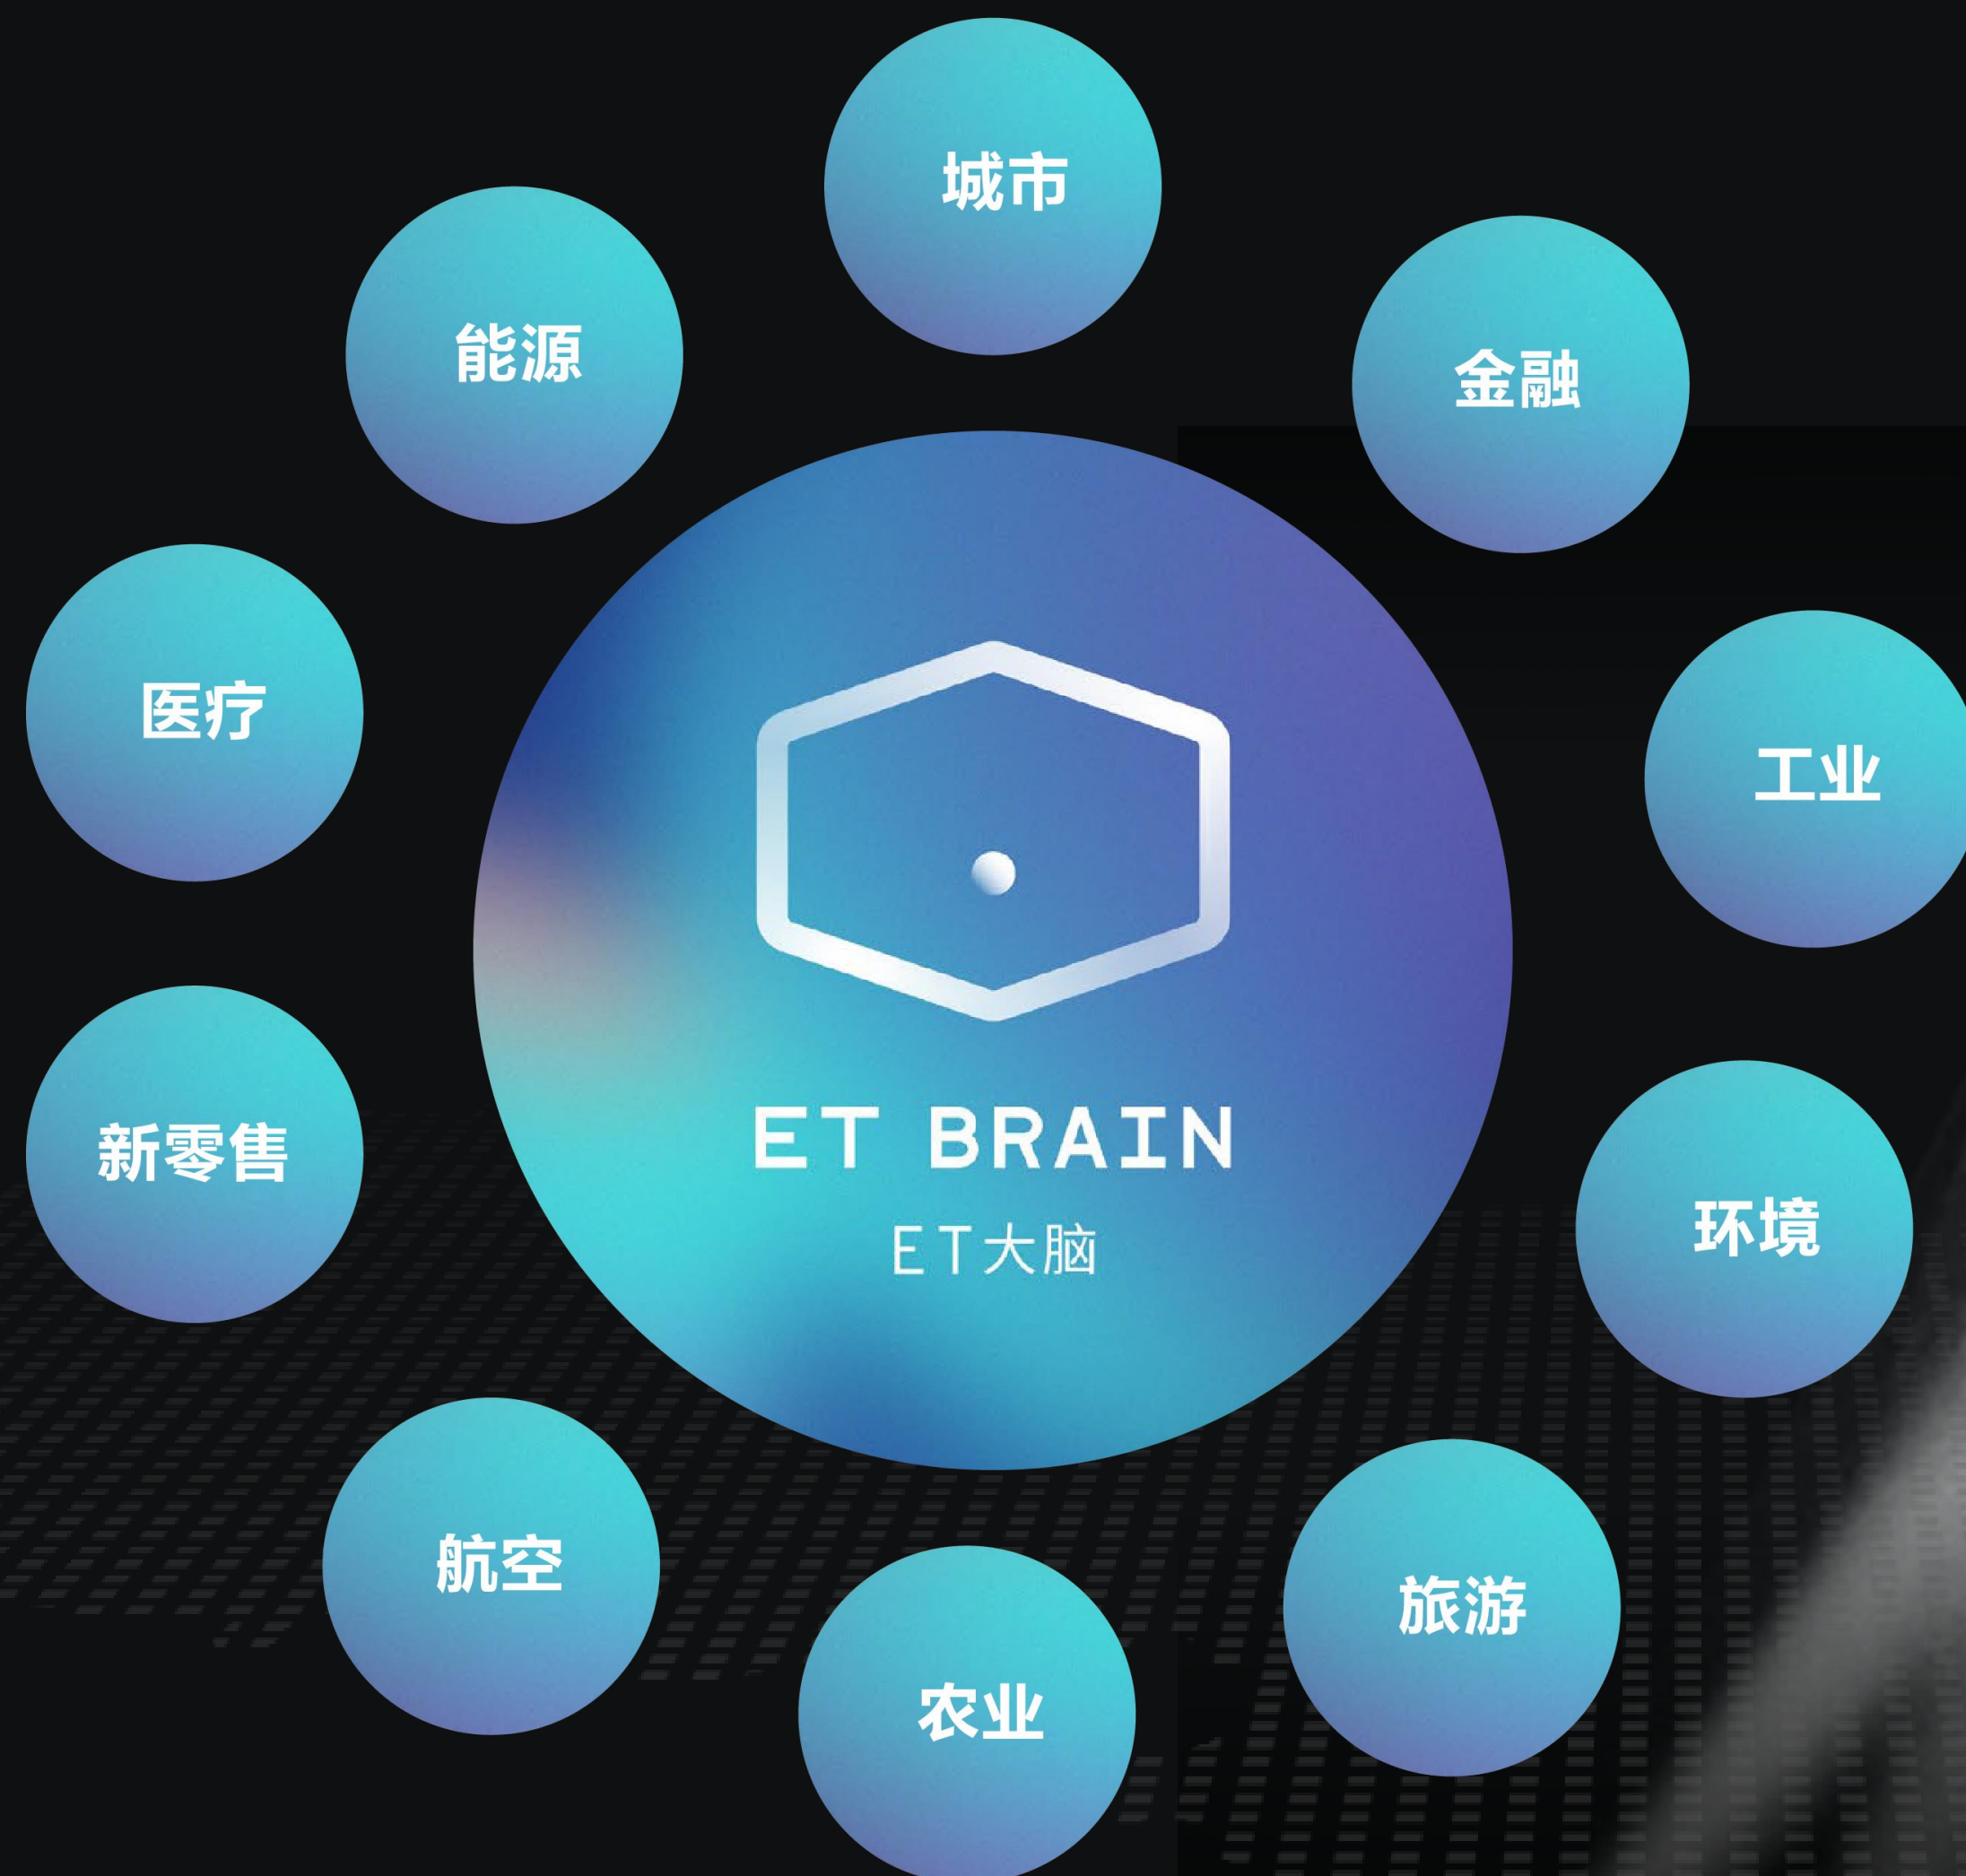 城市
能源
金融
医疗
工业
ET BRAIN
ET大脑
新零售
环境
航空
旅游
农业